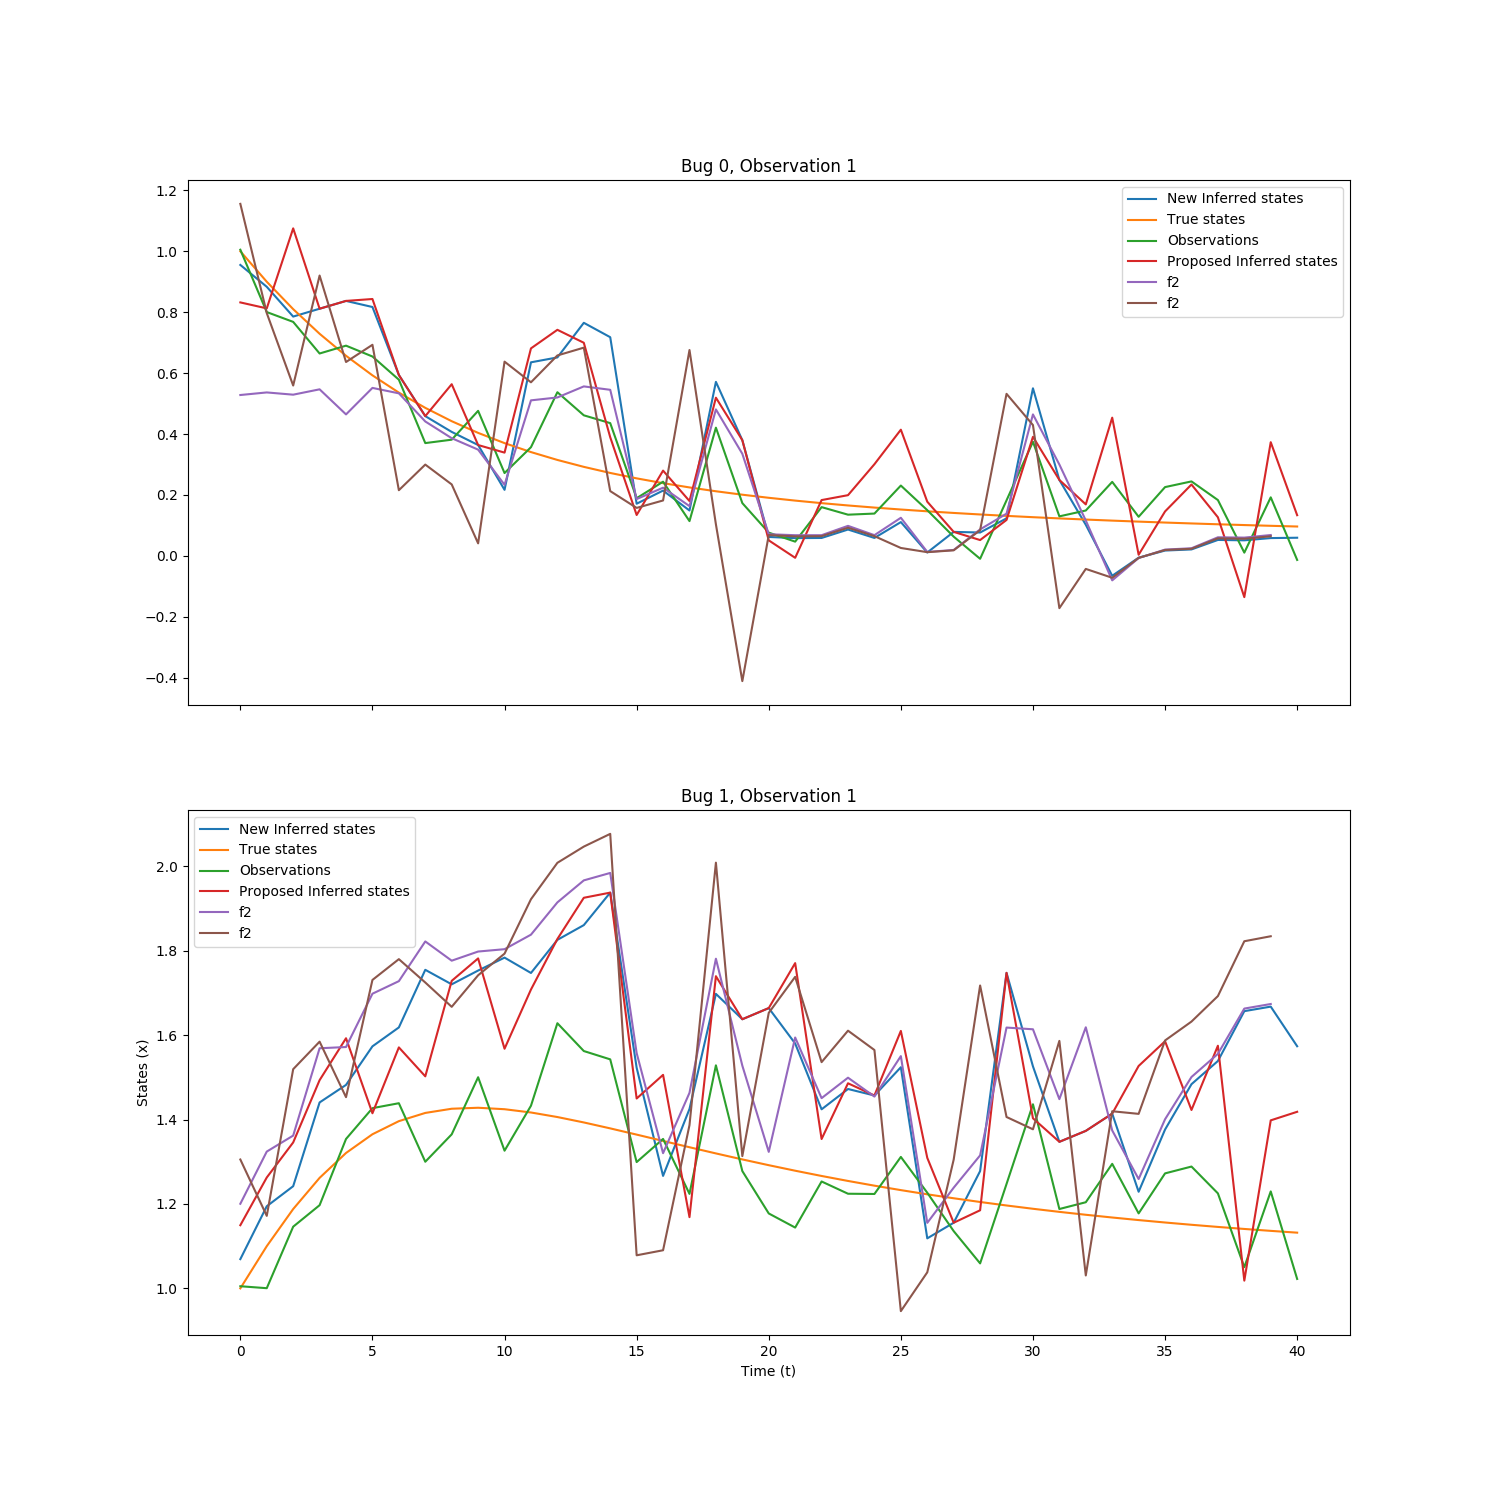 Bug 0, Observation 1
1.2
1.0
0.8
0.6
0.4
0.2
0.0
−0.2
−0.4
New Inferred states
True states
Observations
Proposed Inferred states
f2
f2
Bug 1, Observation 1
New Inferred states
True states
Observations
Proposed Inferred states
f2
f2
States (x)
2.0
1.8
1.6
1.4
1.2
1.0
0 5 10 15 20 25 30 35 40
Time (t)